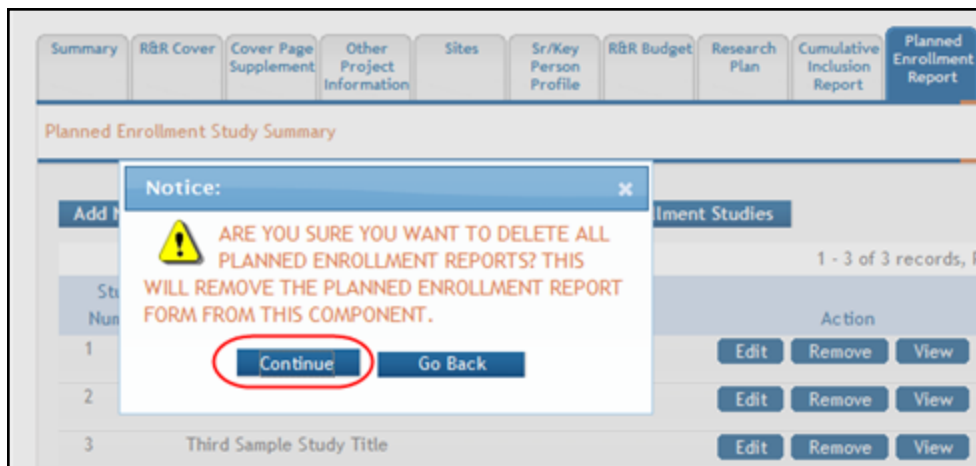 Summary R&R Cover Cover Page Supplement Other Project Information Sites Sr/Key Person Profile R&R Budget Research Plan Cumulative Inclusion Report Planned Enrollment Report
Planned Enrollment Study Summary
Notice:
Add
llment Studies
ARE YOU SURE YOU WANT TO DELETE ALL
PLANNED ENROLLMENT REPORTS? THIS
WILL REMOVE THE PLANNED ENROLLMENT REPORT
FORM FROM THIS COMPONENT.
1 - 3 of 3 records,
Stu
Num
Action
Continue Go Back
1 Edit Remove View
2 Edit Remove View
3 Third Sample Study Title Edit Remove View